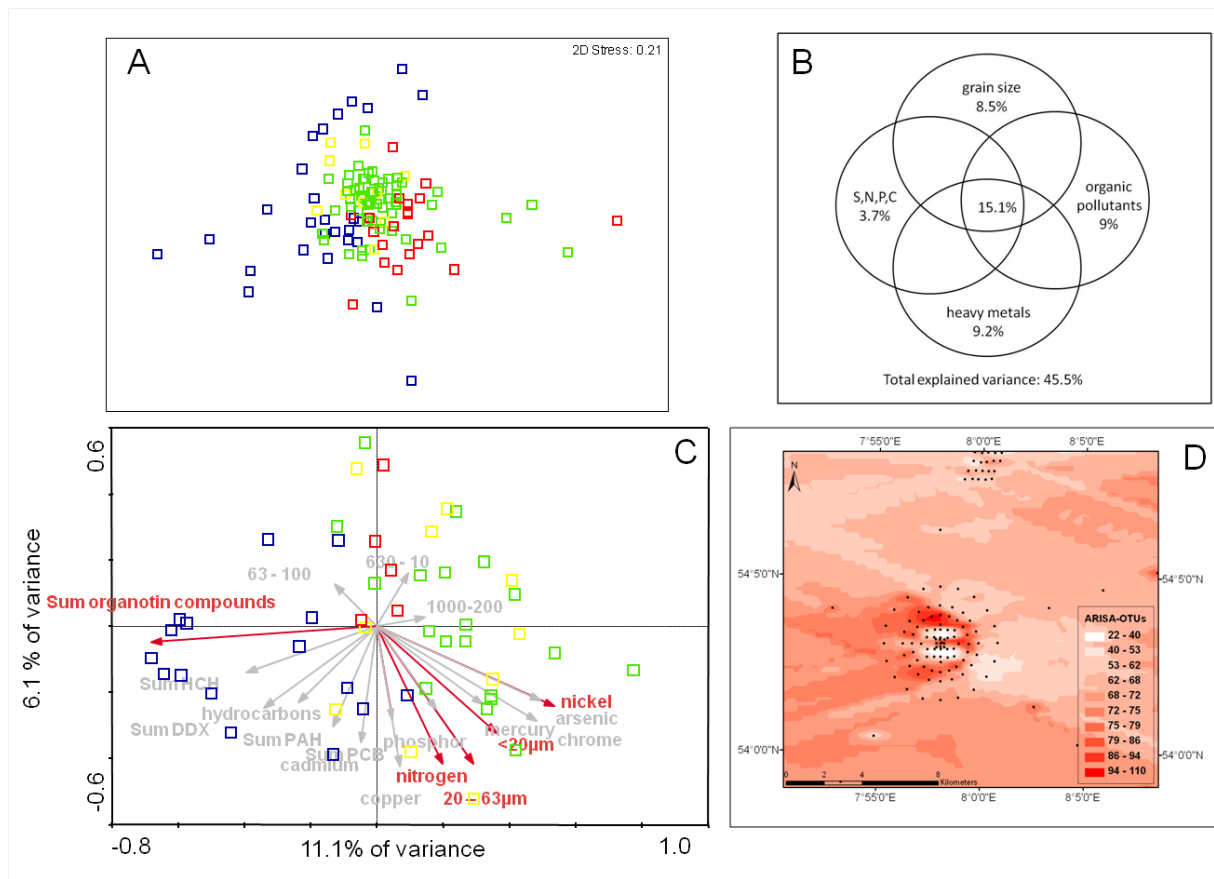 A
2D Stress: 0.21
B
grain size
8.5%
S,N,P,C
3.7%
15.1%
organic
pollutants
9%
heavy metals
9.2%
Total explained variance: 45.5%
C
0.6
-0.6
6.1 % of variance
-0.8
11.1% of variance
1.0
63 - 100
630 - 10
1000-200
Sum organotin compounds
Sum HCH
Sum DDX
hydrocarbons
Sum PAH
cadmium
Sum PCB
phosphor
copper
nitrogen
20 – 63µm
<20µm
mercury
nickel
arsenic
chrome
D
7°55'0"E
8°0'0"E
8°5'0"E
N
54°5'0"N
54°5'0"N
54°0'0"N
54°0'0"N
ARISA-OTUs
22 - 40
40 - 53
53 - 62
62 - 68
68 - 72
72 - 75
75 - 79
79 - 86
86 - 94
94 - 110
0 2 4 8
Kilometers
7°55'0"E
8°0'0"E
8°5'0"E